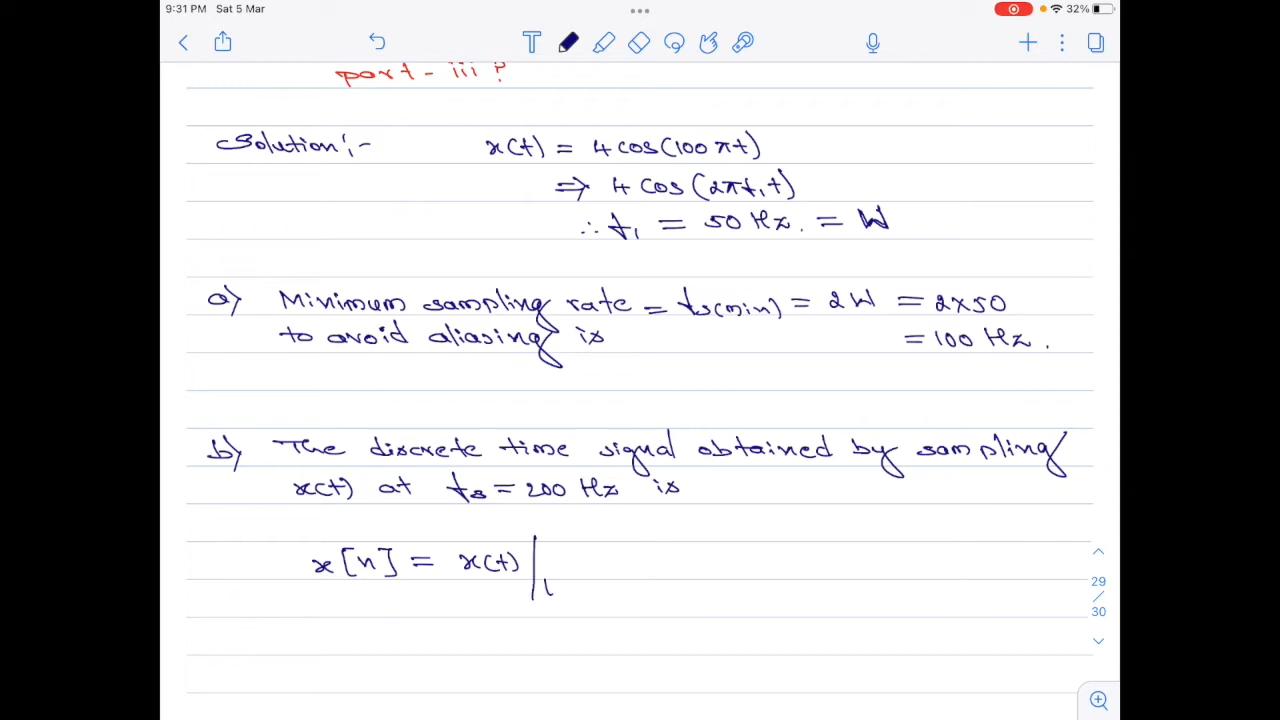 9:31 PM Sat 5 Mar
32%
part - iii ?
Solution:- x(t) = 4 cos(100πt)
⇒ 4 cos(2πf₁t)
∴ f₁ = 50 Hz. = W
a) Minimum sampling rate = fs(min) = 2W = 2×50
to avoid aliasing is = 100 Hz.
b) The discrete time signal obtained by sampling
x(t) at fs = 200 Hz is
x[n] = x(t)|
29
/
30